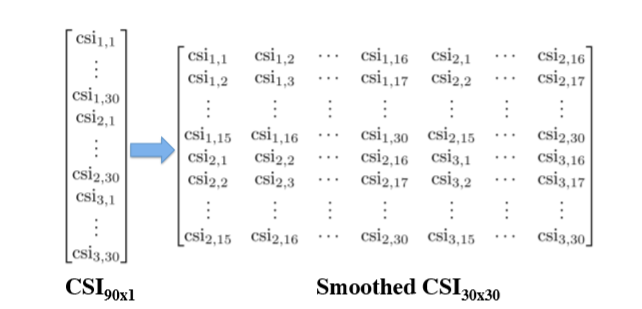 csi1,1
⋮
csi1,30
csi2,1
⋮
csi2,30
csi3,1
⋮
csi3,30
CSI90x1
csi1,1 csi1,2 ⋯ csi1,16 csi2,1 ⋯ csi2,16
csi1,2 csi1,3 ⋯ csi1,17 csi2,2 ⋯ csi2,17
⋮ ⋮ ⋮ ⋮ ⋮ ⋮ ⋮
csi1,15 csi1,16 ⋯ csi1,30 csi2,15 ⋯ csi2,30
csi2,1 csi2,2 ⋯ csi2,16 csi3,1 ⋯ csi3,16
csi2,2 csi2,3 ⋯ csi2,17 csi3,2 ⋯ csi3,17
⋮ ⋮ ⋮ ⋮ ⋮ ⋮ ⋮
csi2,15 csi2,16 ⋯ csi2,30 csi3,15 ⋯ csi3,30
Smoothed CSI30x30